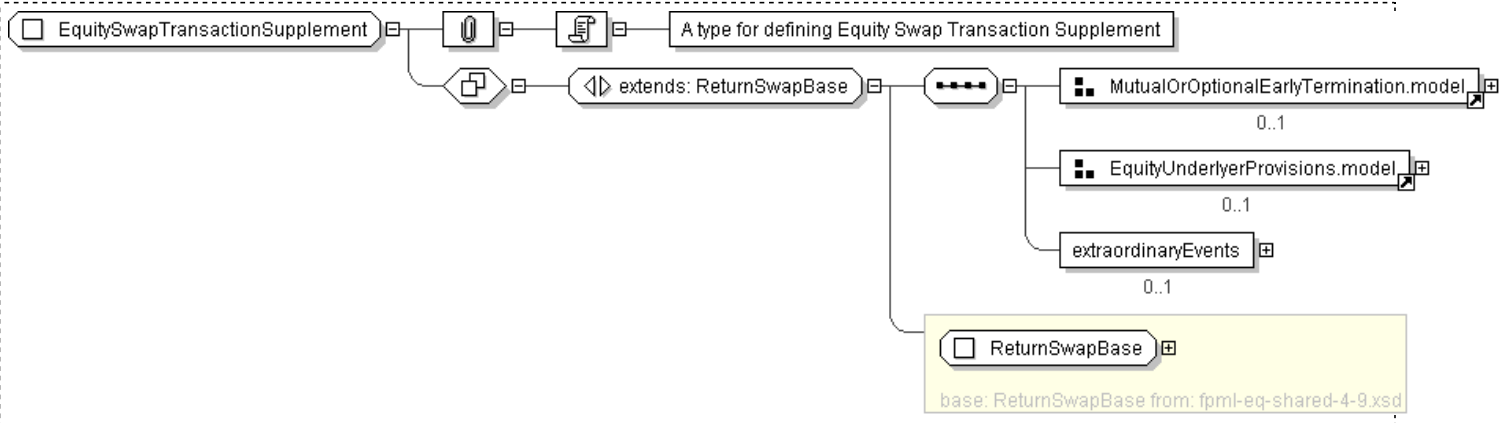 EquitySwapTransactionSupplement
A type for defining Equity Swap Transaction Supplement
extends: ReturnSwapBase
MutualOrOptionalEarlyTermination.model
0..1
EquityUnderlyerProvisions.model
0..1
extraordinaryEvents
0..1
ReturnSwapBase
base: ReturnSwapBase from: fpml-eq-shared-4-9.xsd